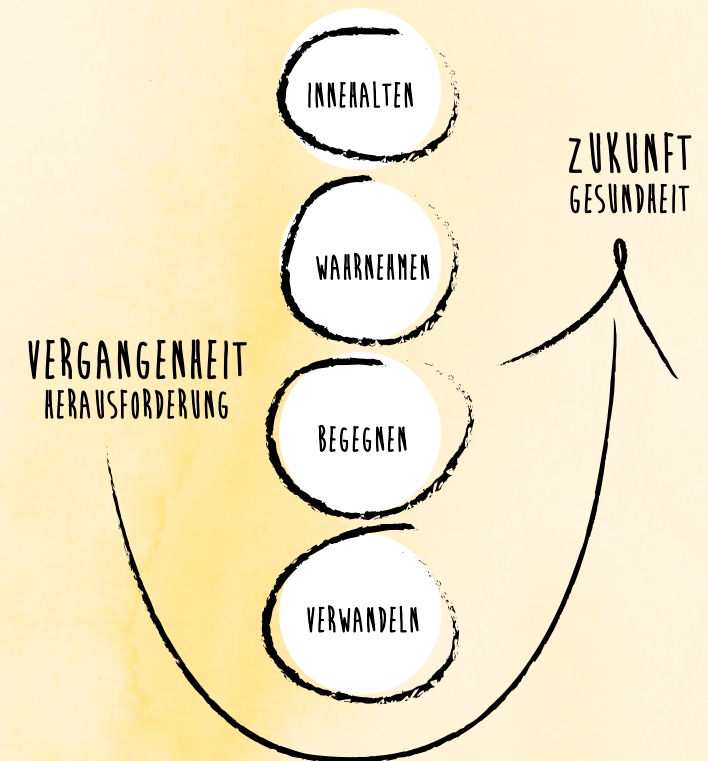 INNEHALTEN
ZUKUNFT
GESUNDHEIT
WAHRNEHMEN
VERGANGENHEIT
HERAUSFORDERUNG
BEGEGNEN
VERWANDELN